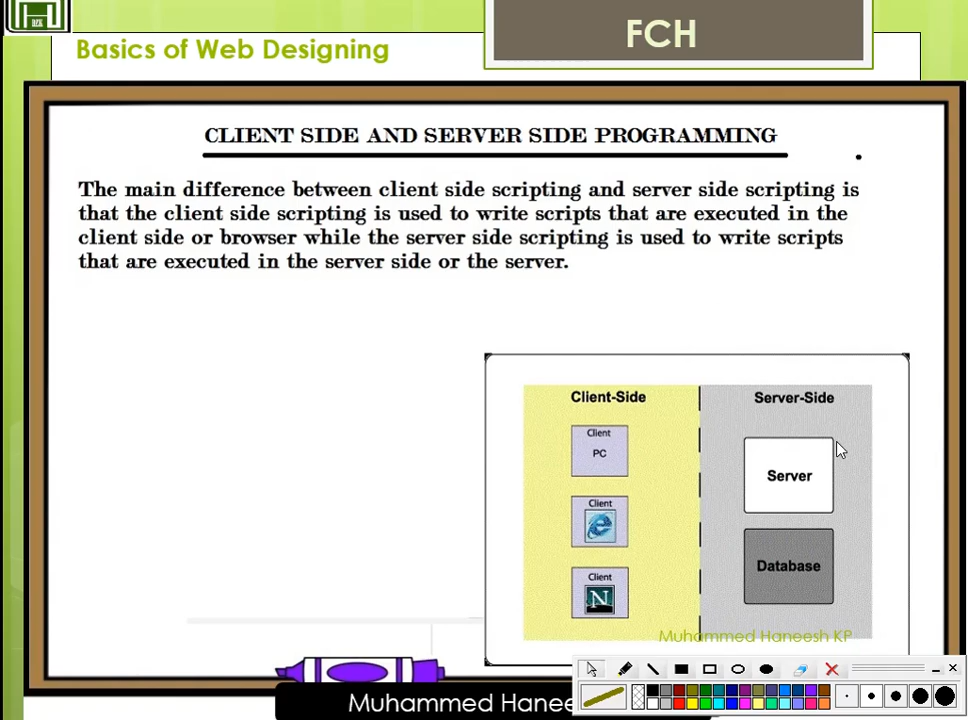 Basics of Web Designing
FCH
CLIENT SIDE AND SERVER SIDE PROGRAMMING
The main difference between client side scripting and server side scripting is
that the client side scripting is used to write scripts that are executed in the
client side or browser while the server side scripting is used to write scripts
that are executed in the server side or the server.
Client-Side
Server-Side
Client
PC
Server
Client
Client
N
Database
Muhammed Haneesh KP
Muhammed Hanee